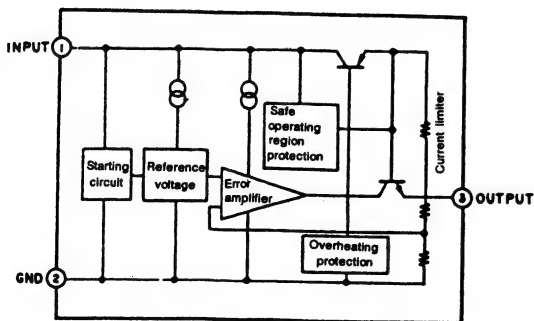 INPUT 1
Safe
operating
region
protection
Current limiter
Starting
circuit
Reference
voltage
Error
amplifier
3 OUTPUT
Overheating
protection
GND 2